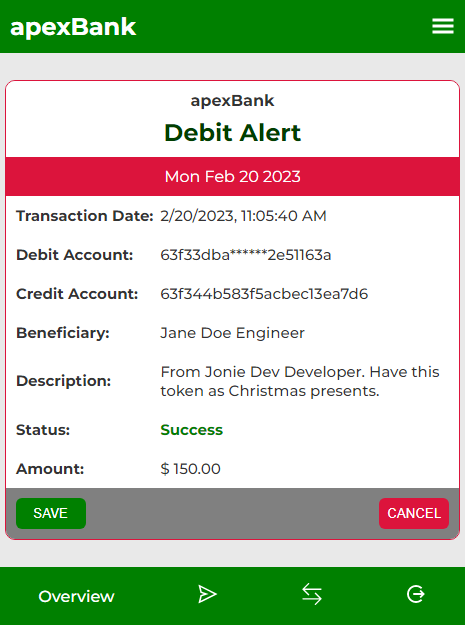 apexBank
apexBank
Debit Alert
Mon Feb 20 2023
Transaction Date: 2/20/2023, 11:05:40 AM
Debit Account: 63f33dba******2e51163a
Credit Account: 63f344b583f5acbec13ea7d6
Beneficiary: Jane Doe Engineer
Description: From Jonie Dev Developer. Have this
token as Christmas presents.
Status: Success
Amount: $ 150.00
SAVE CANCEL
Overview